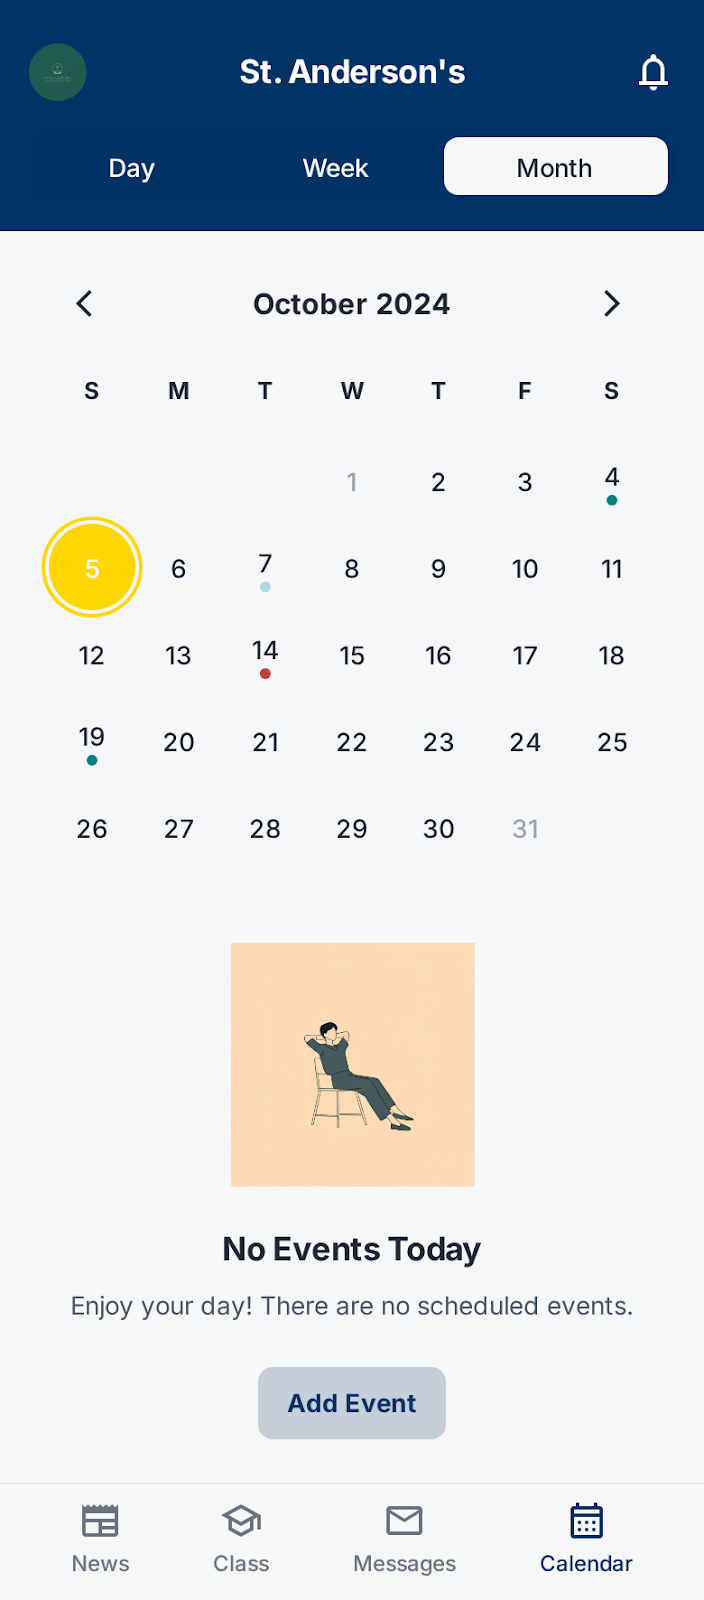 St. Anderson's
Day Week Month
October 2024
S M T W T F S
1 2 3 4
5 6 7 8 9 10 11
12 13 14 15 16 17 18
19 20 21 22 23 24 25
26 27 28 29 30 31
No Events Today
Enjoy your day! There are no scheduled events.
Add Event
News Class Messages Calendar